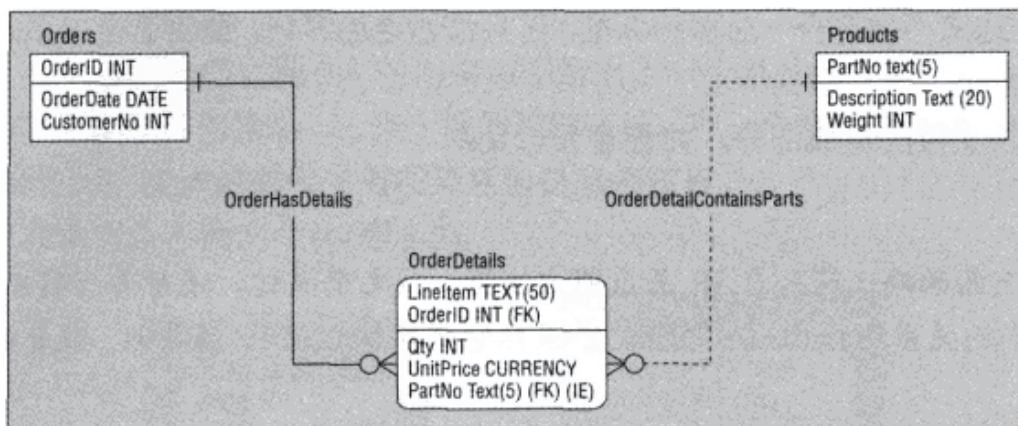 Orders
OrderID INT
OrderDate DATE
CustomerNo INT
Products
PartNo text(5)
Description Text (20)
Weight INT
OrderHasDetails
OrderDetailContainsParts
OrderDetails
LineItem TEXT(50)
OrderID INT (FK)
Qty INT
UnitPrice CURRENCY
PartNo Text(5) (FK) (IE)